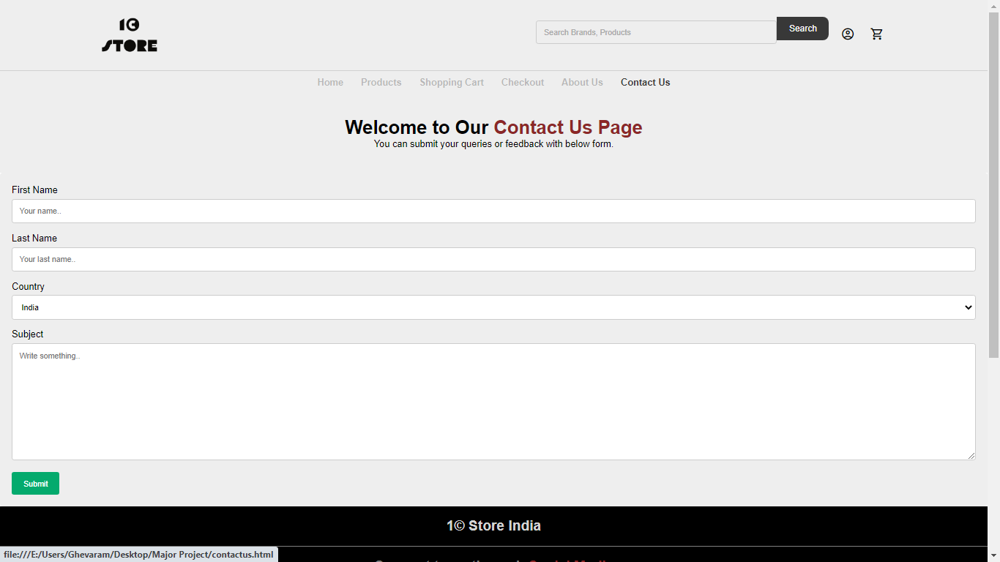 1©
STORE
Search Brands, Products
Search
Home Products Shopping Cart Checkout About Us Contact Us
Welcome to Our Contact Us Page
You can submit your queries or feedback with below form.
First Name
Your name..
Last Name
Your last name..
Country
India
Subject
Write something..
Submit
1© Store India
file:///E:/Users/Ghevaram/Desktop/Major Project/contactus.html